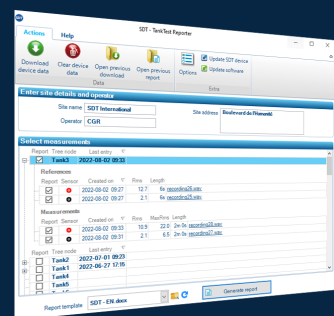 SDT - TankTest Reporter
Actions Help
Download device data
Clear device data
Open previous download
Open previous report
Options
Update SDT device
Update software
Data
Extra
Enter site details and operator
Site name SDT International
Site address Boulevard de l'Humanité
Operator CGR
Select measurements
Report Tree node Last entry
Tank3 2022-08-02 09:33
References
Report Sensor Created on Rms Length
2022-08-02 09:27 12.7 6s recording26.wav
2022-08-02 09:27 2.1 6s recording27.wav
Measurements
Report Sensor Created on Rms MaxRms Length
2022-08-02 09:33 10.9 22.0 2m 0s recording28.wav
2022-08-02 09:31 2.1 6.5 2m 0s recording27.wav
Report Tree node Last entry
Tank2 2022-07-01 09:23
Tank1 2022-06-27 17:15
Report template SDT - EN.docx
Generate report